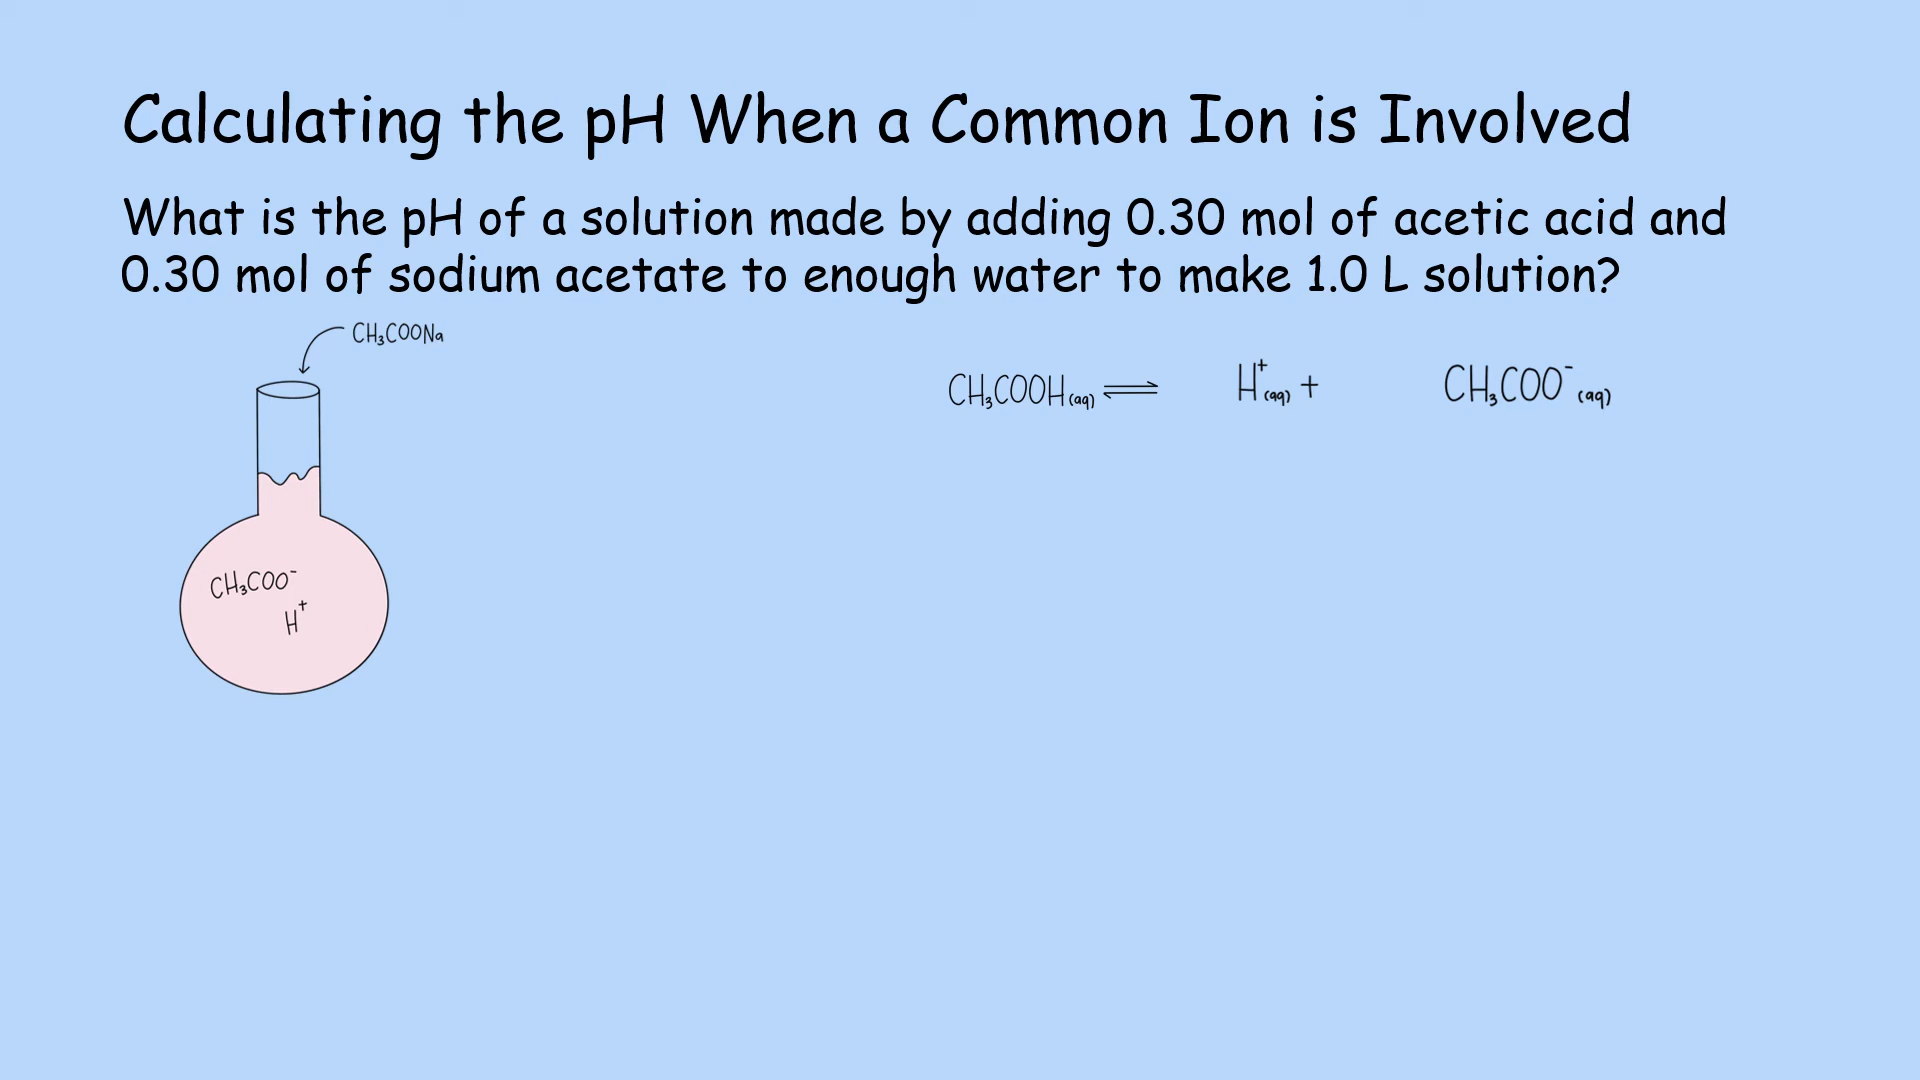 Calculating the pH When a Common Ion is Involved
What is the pH of a solution made by adding 0.30 mol of acetic acid and
0.30 mol of sodium acetate to enough water to make 1.0 L solution?
CH₃COONa
CH₃COOH(aq) ⇌ H⁺(aq) + CH₃COO⁻(aq)
CH₃COO⁻
H⁺